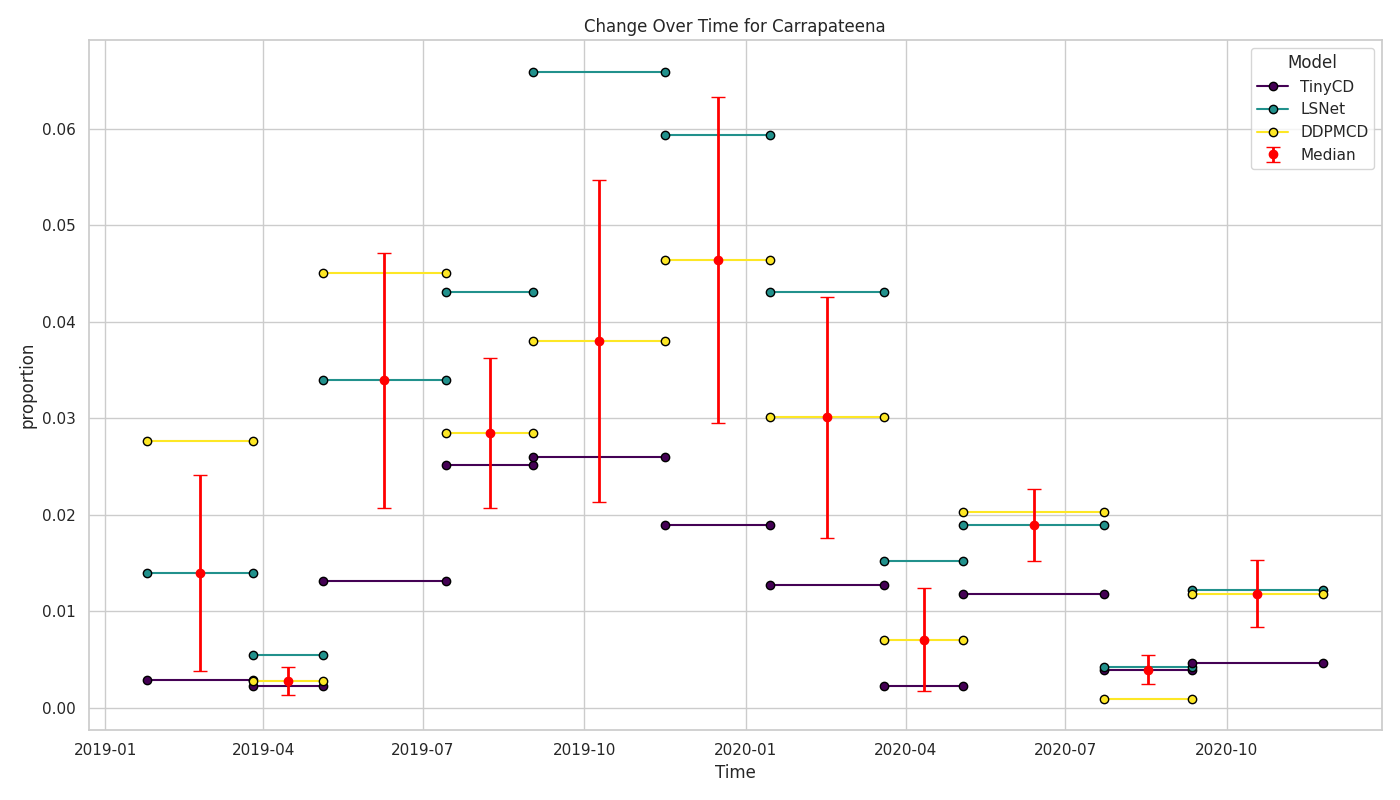 Change Over Time for Carrapateena
Model
TinyCD
LSNet
DDPMCD
Median
proportion
0.06
0.05
0.04
0.03
0.02
0.01
0.00
2019-01
2019-04
2019-07
2019-10
2020-01
2020-04
2020-07
2020-10
Time